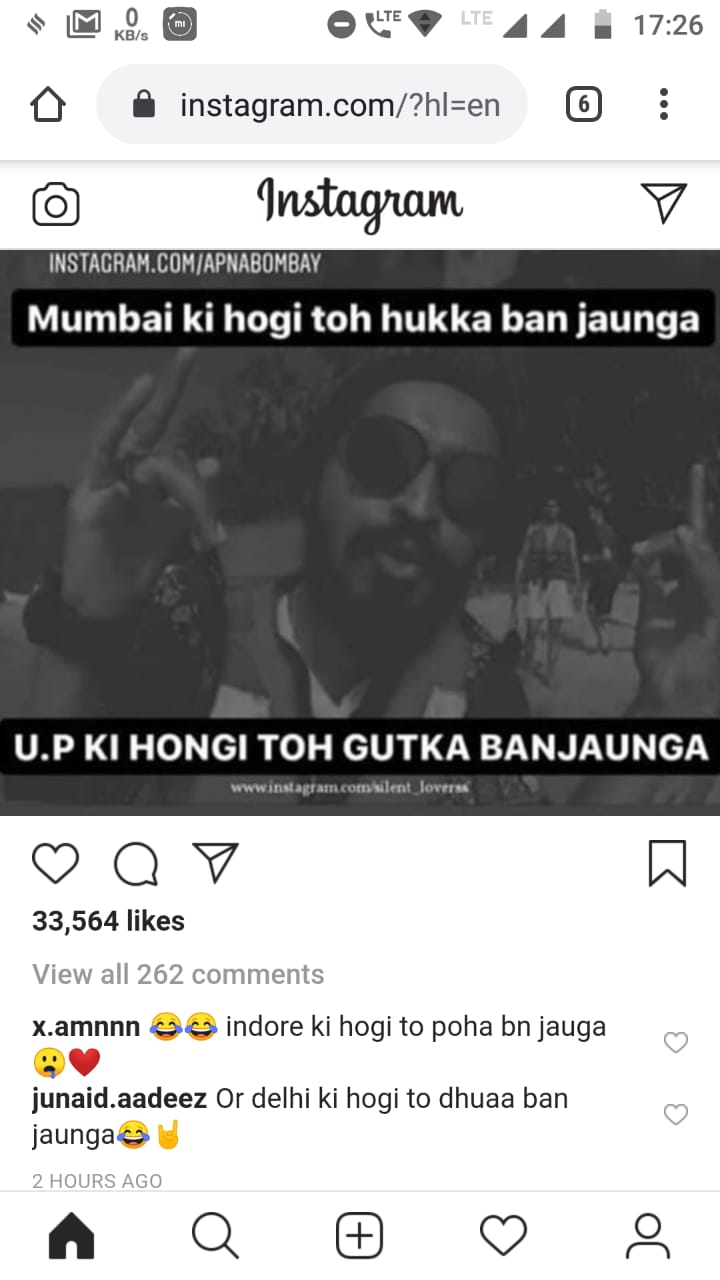 0
KB/s
mi
LTE
LTE
17:26
instagram.com/?hl=en
6
Instagram
INSTAGRAM.COM/APNABOMBAY
Mumbai ki hogi toh hukka ban jaunga
U.P KI HONGI TOH GUTKA BANJAUNGA
www.instagram.com/silent_loverss
33,564 likes
View all 262 comments
x.amnnn 😂😂 indore ki hogi to poha bn jauga
😮❤️
junaid.aadeez Or delhi ki hogi to dhuaa ban
jaunga😂🤘
2 HOURS AGO